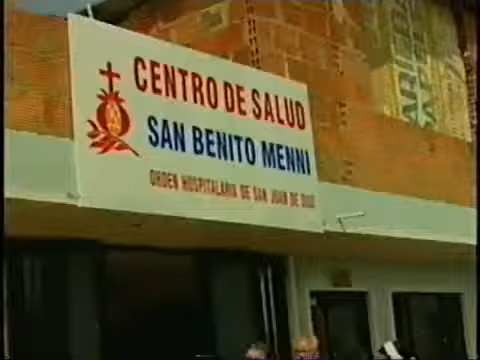 CENTRO DE SALUD
SAN BENITO MENNI
ORDEN HOSPITALARIA DE SAN JUAN DE DIOS